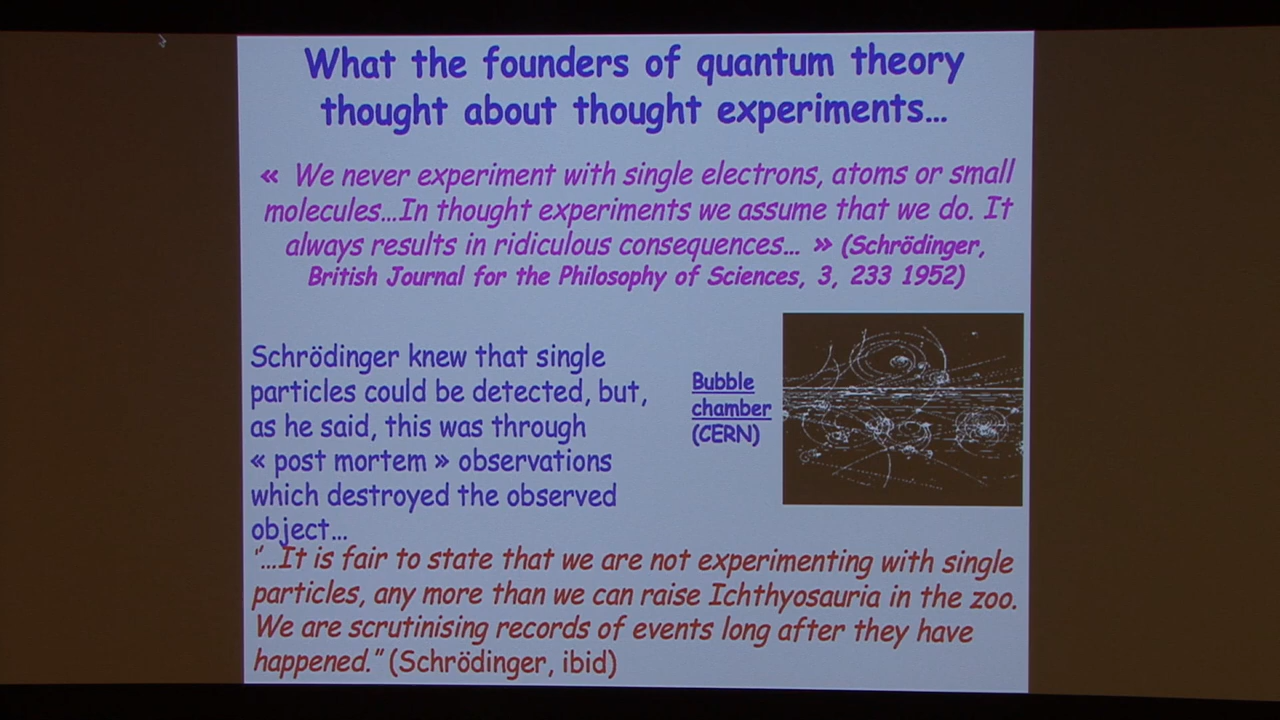 What the founders of quantum theory
thought about thought experiments...
« We never experiment with single electrons, atoms or small
molecules...In thought experiments we assume that we do. It
always results in ridiculous consequences... » (Schrödinger,
British Journal for the Philosophy of Sciences, 3, 233 1952)
Schrödinger knew that single
particles could be detected, but,
as he said, this was through
« post mortem » observations
which destroyed the observed
object...
Bubble
chamber
(CERN)
"...It is fair to state that we are not experimenting with single
particles, any more than we can raise Ichthyosauria in the zoo.
We are scrutinising records of events long after they have
happened." (Schrödinger, ibid)